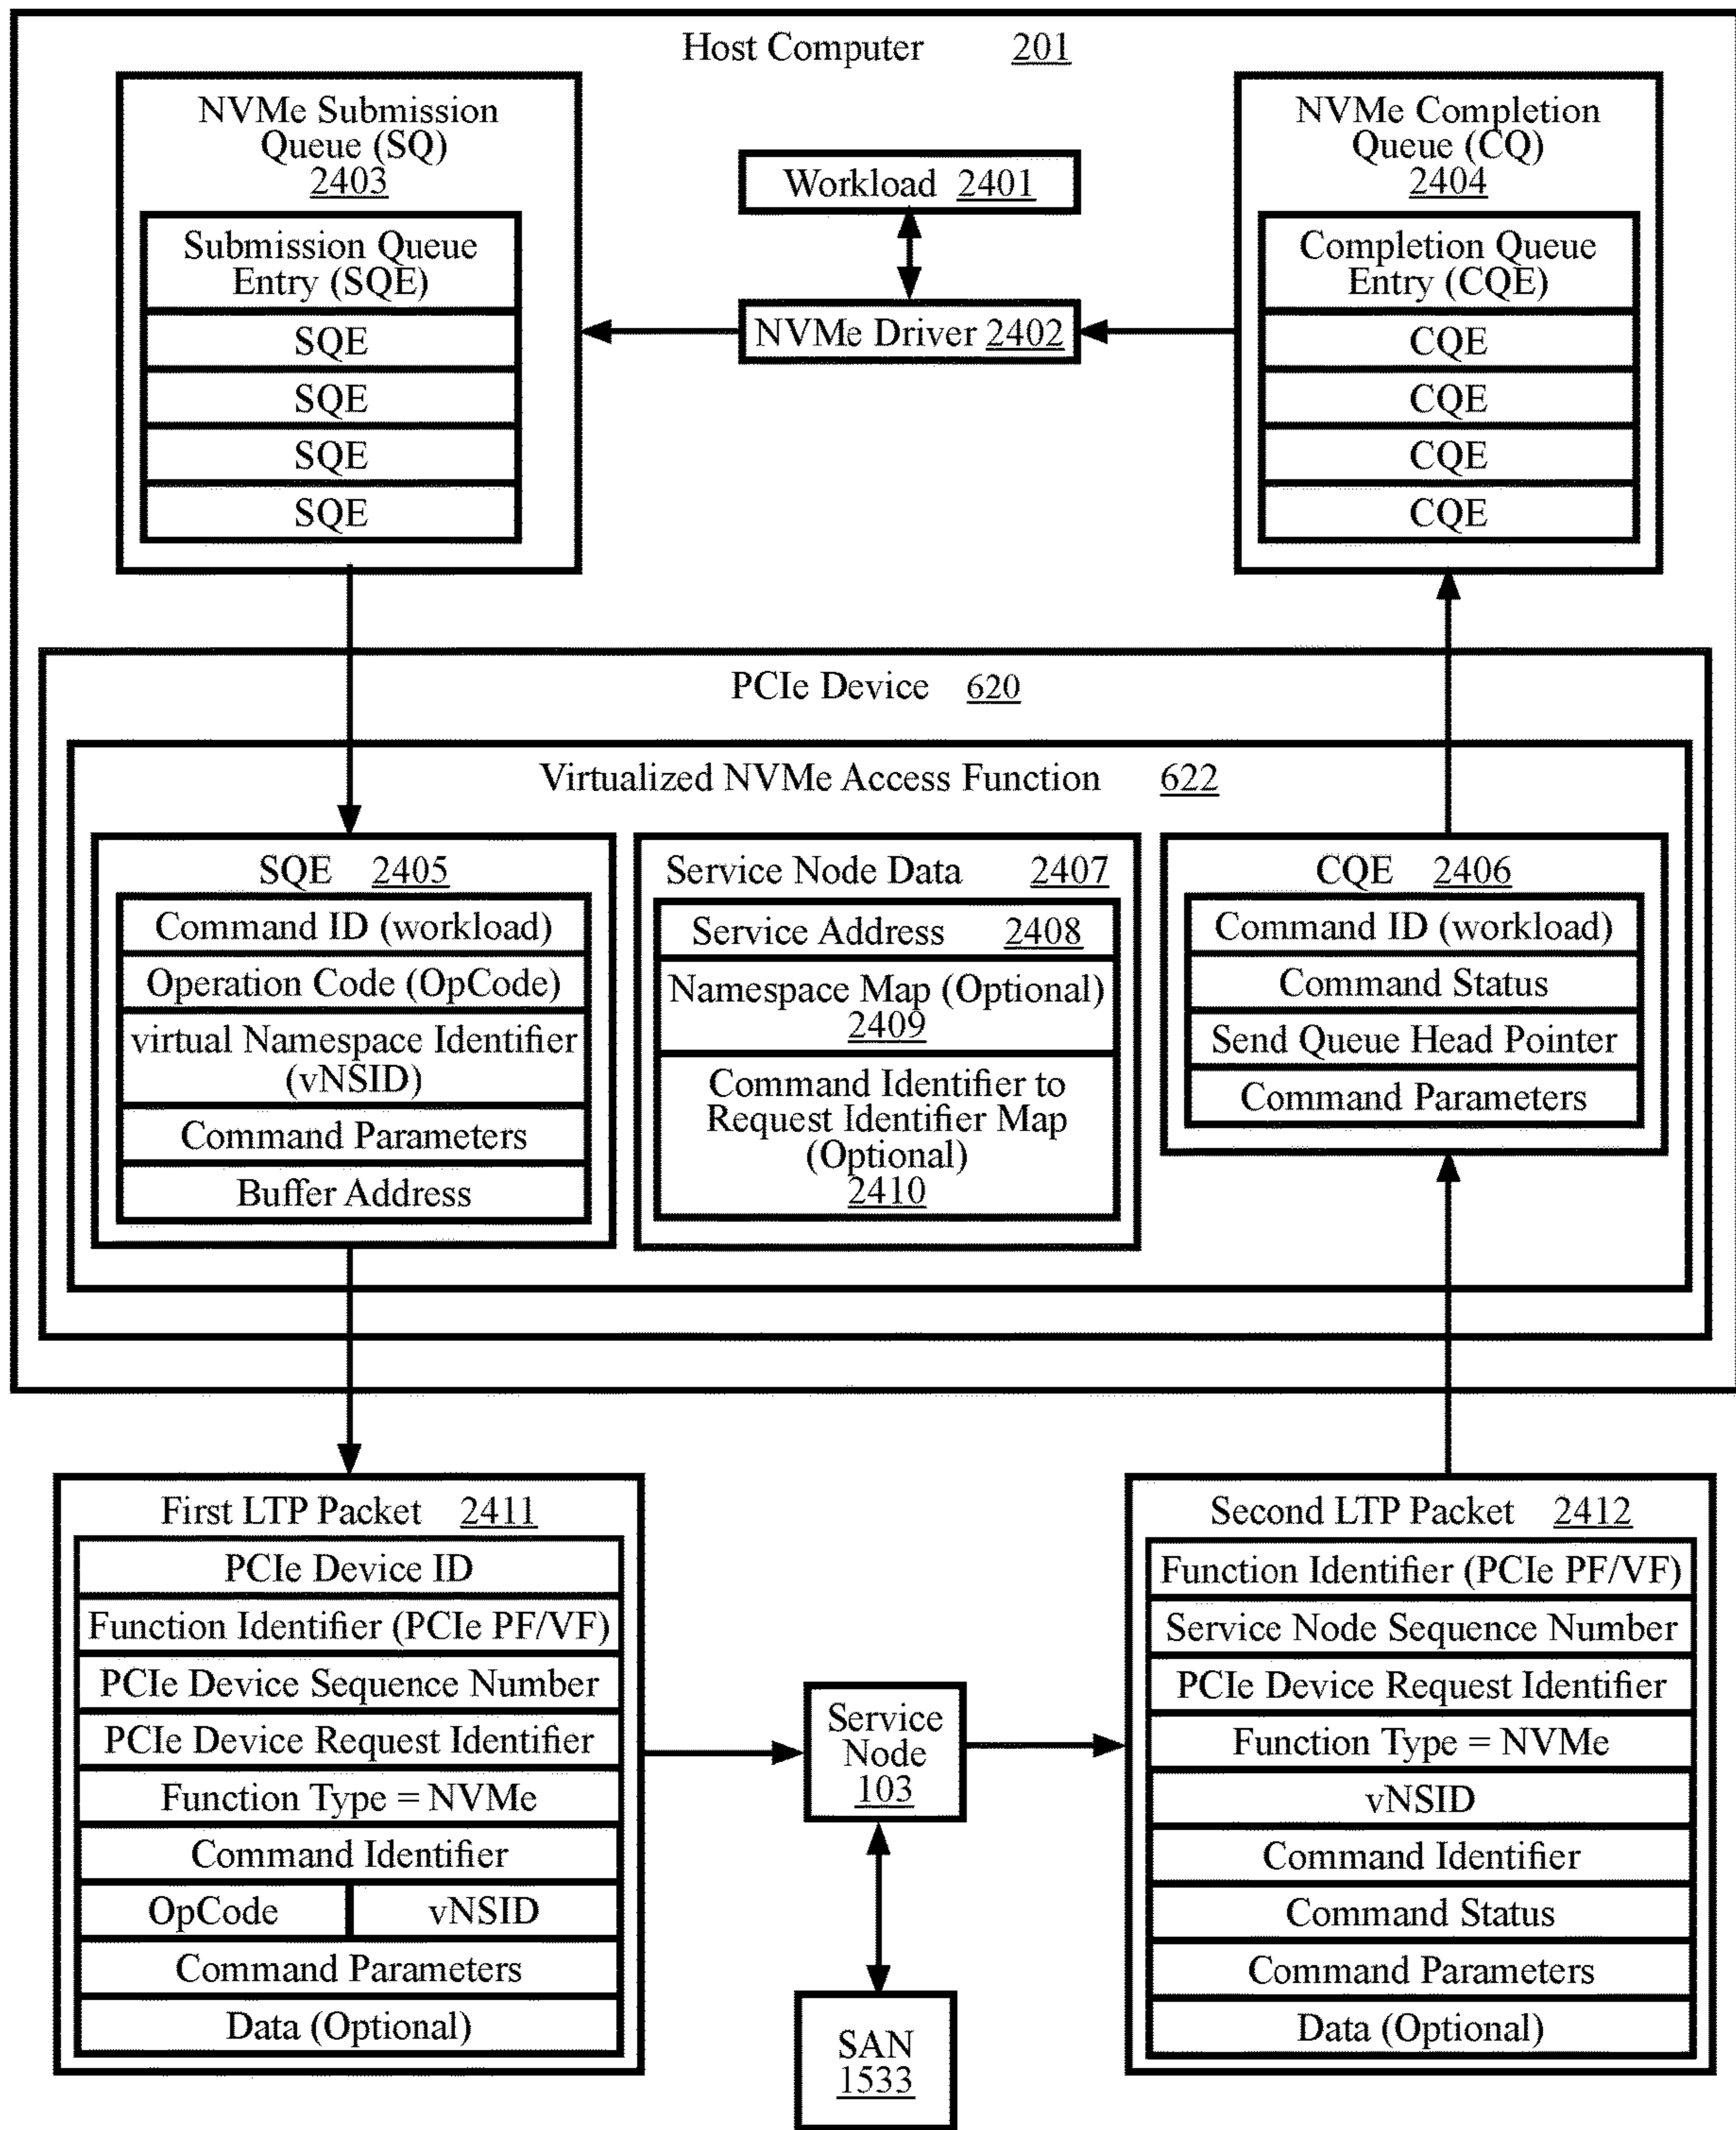 Host Computer 201
NVMe Submission
Queue (SQ)
2403
Submission Queue
Entry (SQE)
SQE
SQE
SQE
SQE
Workload 2401
NVMe Driver 2402
NVMe Completion
Queue (CQ)
2404
Completion Queue
Entry (CQE)
CQE
CQE
CQE
CQE
PCIe Device 620
Virtualized NVMe Access Function 622
SQE 2405
Command ID (workload)
Operation Code (OpCode)
virtual Namespace Identifier
(vNSID)
Command Parameters
Buffer Address
Service Node Data 2407
Service Address 2408
Namespace Map (Optional)
2409
Command Identifier to
Request Identifier Map
(Optional)
2410
CQE 2406
Command ID (workload)
Command Status
Send Queue Head Pointer
Command Parameters
First LTP Packet 2411
PCIe Device ID
Function Identifier (PCIe PF/VF)
PCIe Device Sequence Number
PCIe Device Request Identifier
Function Type = NVMe
Command Identifier
OpCode vNSID
Command Parameters
Data (Optional)
Service
Node
103
SAN
1533
Second LTP Packet 2412
Function Identifier (PCIe PF/VF)
Service Node Sequence Number
PCIe Device Request Identifier
Function Type = NVMe
vNSID
Command Identifier
Command Status
Command Parameters
Data (Optional)